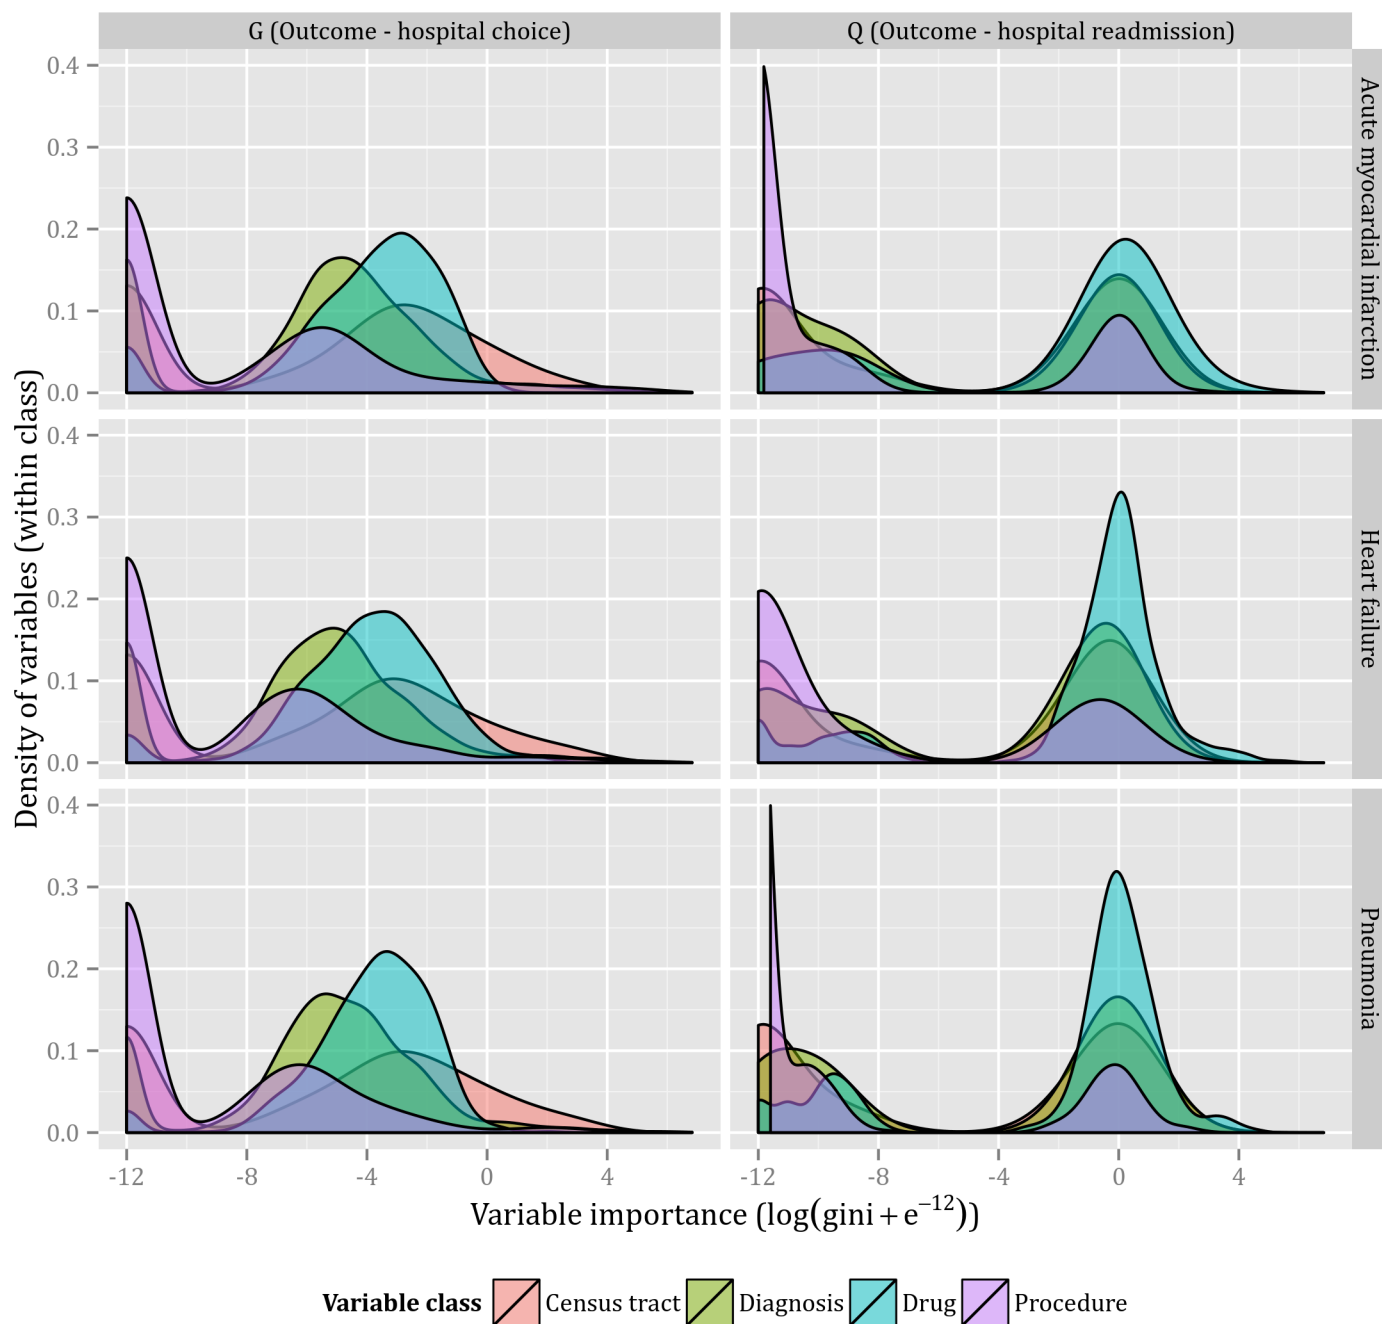 G (Outcome - hospital choice)
Q (Outcome - hospital readmission)
Density of variables (within class)
0.4
0.3
0.2
0.1
0.0
Acute myocardial infarction
0.4
0.3
0.2
0.1
0.0
Heart failure
0.4
0.3
0.2
0.1
0.0
Pneumonia
-12 -8 -4 0 4
-12 -8 -4 0 4
Variable importance (log(gini + e⁻¹²))
Variable class Census tract Diagnosis Drug Procedure